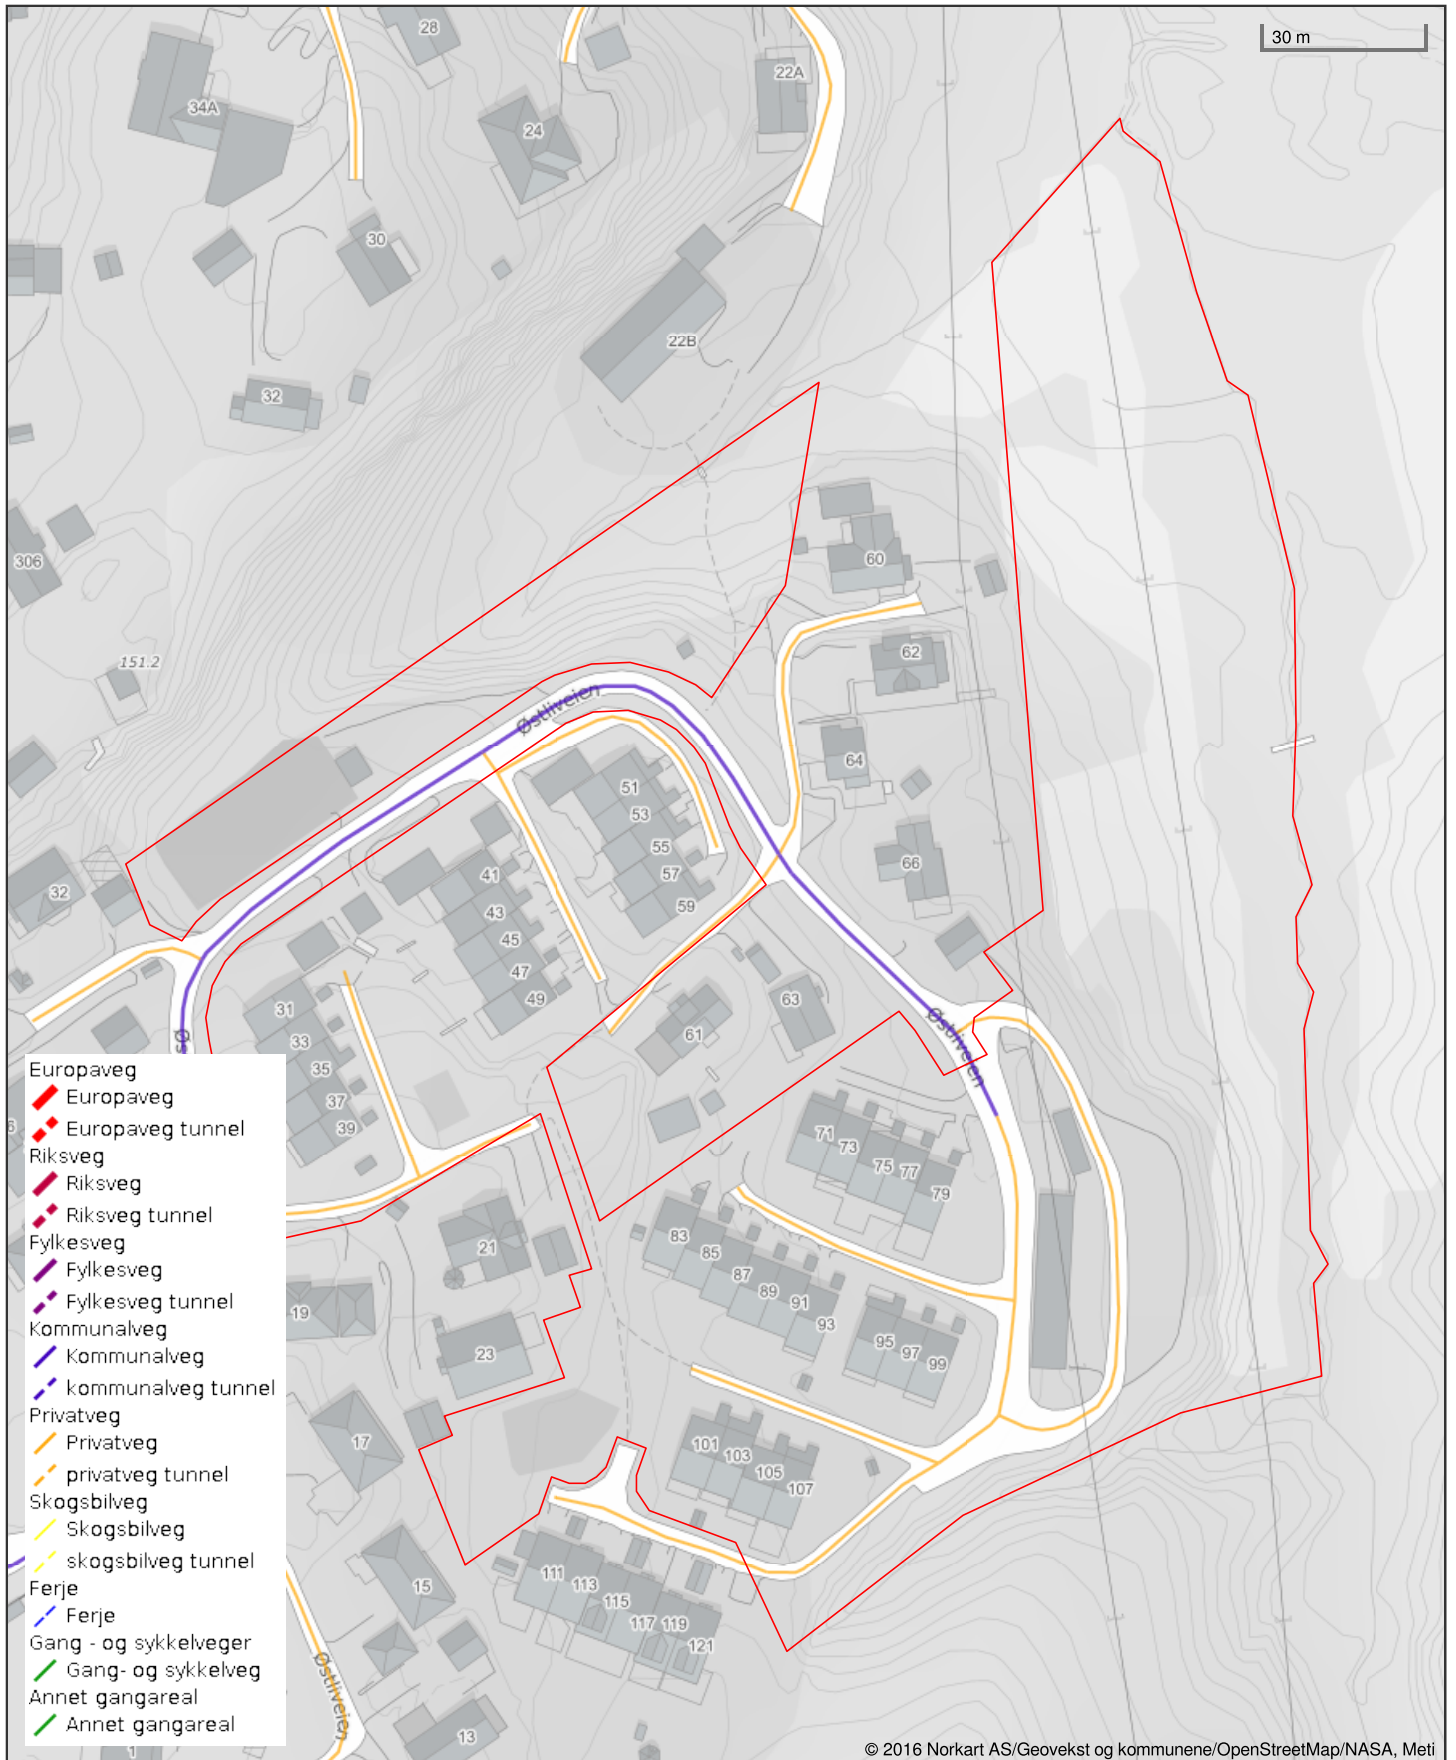 28
30 m
34A
22A
24
30
22B
32
306
60
151.2
62
Østliveien
64
51
53
55
66
57
41
32
59
43
45
47
49
63
31
Østliveien
61
33
35
37
39
71
73
75
77
79
83
21
85
87
89
91
19
93
95
97
99
23
17
101
103
105
107
111
15
113
115
117
119
121
Østliveien
13
1
Øs
Europaveg
Europaveg
Europaveg tunnel
Riksveg
Riksveg
Riksveg tunnel
Fylkesveg
Fylkesveg
Fylkesveg tunnel
Kommunalveg
Kommunalveg
kommunalveg tunnel
Privatveg
Privatveg
privatveg tunnel
Skogsbilveg
Skogsbilveg
skogsbilveg tunnel
Ferje
Ferje
Gang - og sykkelveger
Gang- og sykkelveg
Annet gangareal
Annet gangareal
© 2016 Norkart AS/Geovekst og kommunene/OpenStreetMap/NASA, Meti